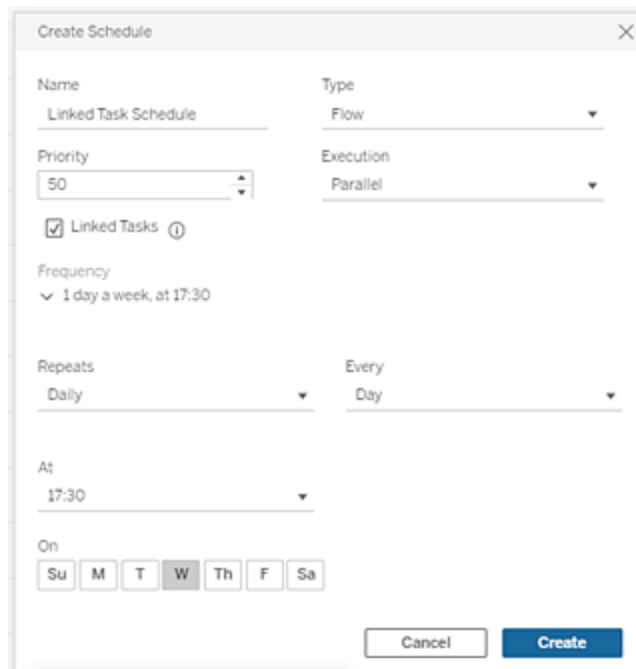 Create Schedule
Name Type
Linked Task Schedule Flow
Priority Execution
50 Parallel
Linked Tasks
Frequency
1 day a week, at 17:30
Repeats Every
Daily Day
At
17:30
On
Su M T W Th F Sa
Cancel Create